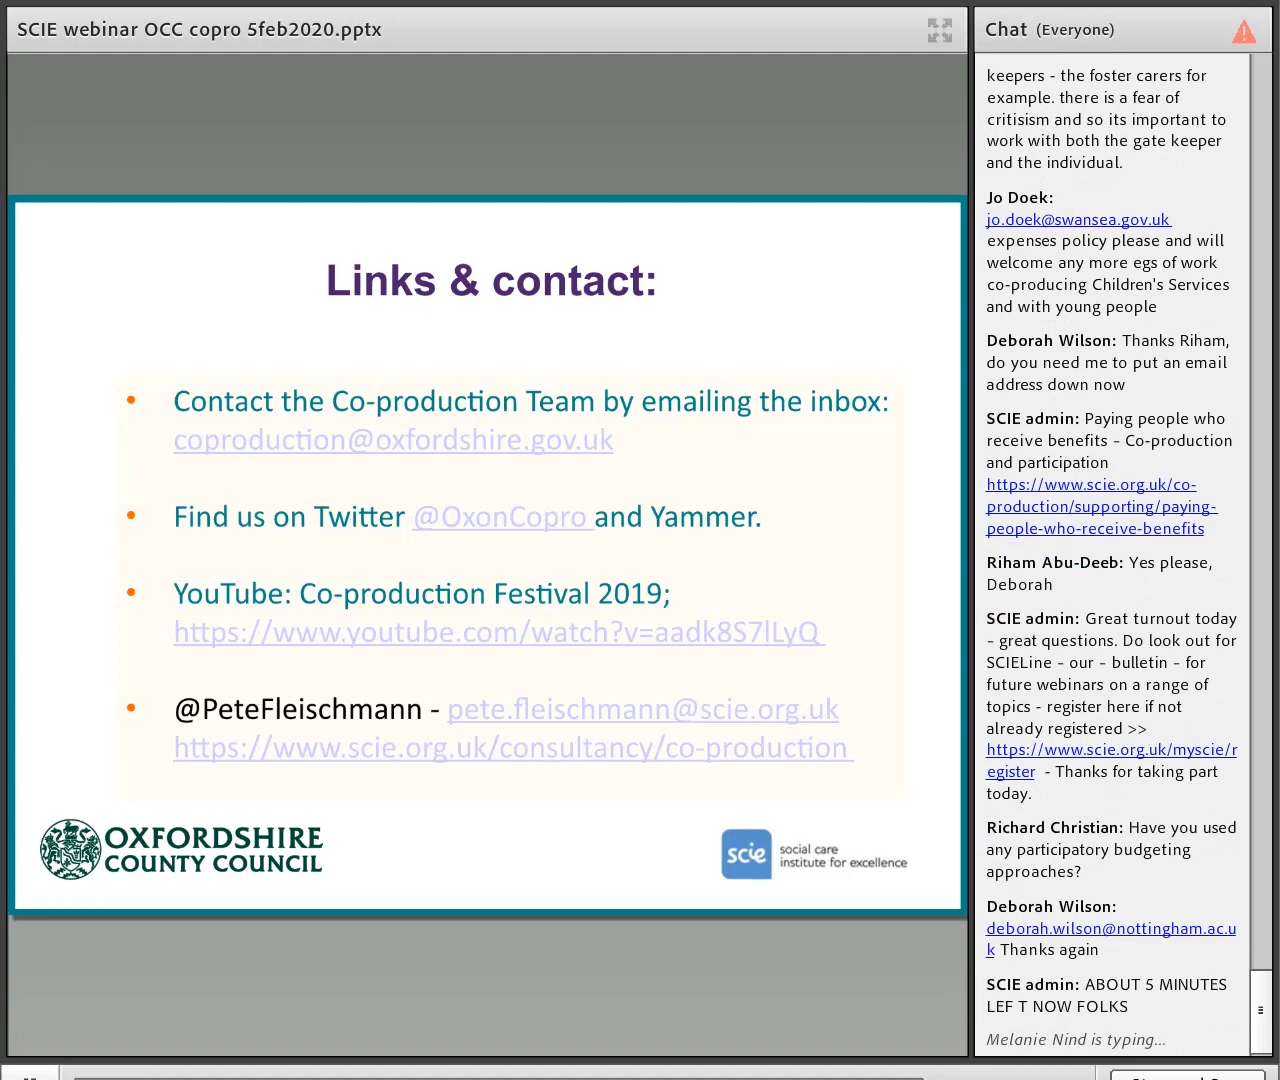 SCIE webinar OCC copro 5feb2020.pptx
Links & contact:
• Contact the Co-production Team by emailing the inbox:
coproduction@oxfordshire.gov.uk
• Find us on Twitter @OxonCopro and Yammer.
• YouTube: Co-production Festival 2019;
https://www.youtube.com/watch?v=aadk8S7lLyQ
• @PeteFleischmann - pete.fleischmann@scie.org.uk
https://www.scie.org.uk/consultancy/co-production
OXFORDSHIRE
COUNTY COUNCIL
scie
social care
institute for excellence
Chat (Everyone)
keepers - the foster carers for
example. there is a fear of
critisism and so its important to
work with both the gate keeper
and the individual.
Jo Doek:
jo.doek@swansea.gov.uk
expenses policy please and will
welcome any more egs of work
co-producing Children's Services
and with young people
Deborah Wilson: Thanks Riham,
do you need me to put an email
address down now
SCIE admin: Paying people who
receive benefits - Co-production
and participation
https://www.scie.org.uk/co-
production/supporting/paying-
people-who-receive-benefits
Riham Abu-Deeb: Yes please,
Deborah
SCIE admin: Great turnout today
- great questions. Do look out for
SCIELine - our - bulletin - for
future webinars on a range of
topics - register here if not
already registered >>
https://www.scie.org.uk/myscie/r
egister - Thanks for taking part
today.
Richard Christian: Have you used
any participatory budgeting
approaches?
Deborah Wilson:
deborah.wilson@nottingham.ac.u
k Thanks again
SCIE admin: ABOUT 5 MINUTES
LEF T NOW FOLKS
Melanie Nind is typing...